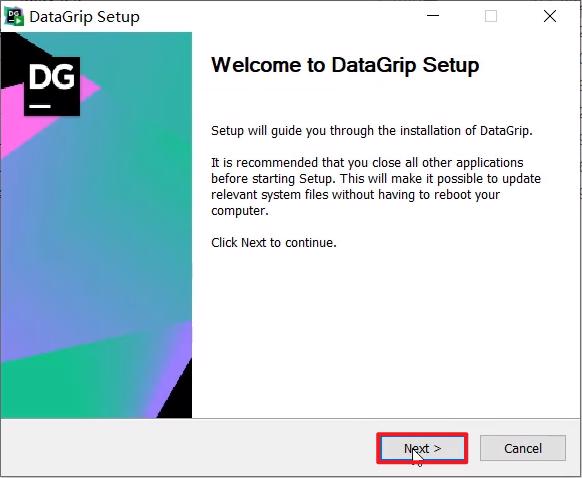 DG
DataGrip Setup
DG
Welcome to DataGrip Setup
Setup will guide you through the installation of DataGrip.
It is recommended that you close all other applications
before starting Setup. This will make it possible to update
relevant system files without having to reboot your
computer.
Click Next to continue.
Next >
Cancel